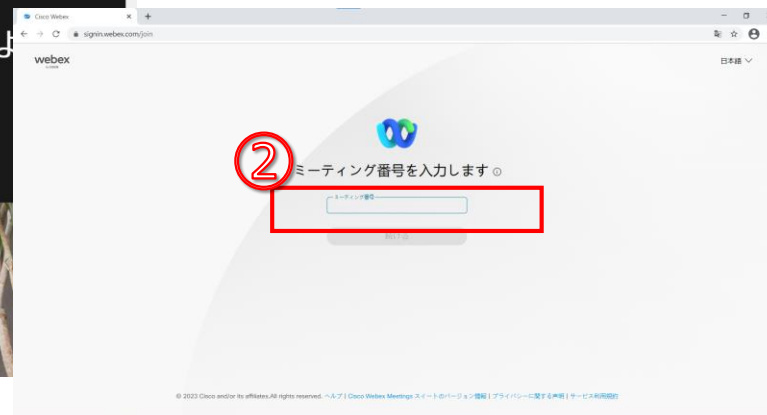 Cisco Webex
signin.webex.com/join
webex
日本語
②
ミーティング番号を入力します
ミーティング番号
続行する
© 2023 Cisco and/or its affiliates.All rights reserved. ヘルプ | Cisco Webex Meetings スイートのバージョン情報 | プライバシーに関する声明 | サービス利用規約